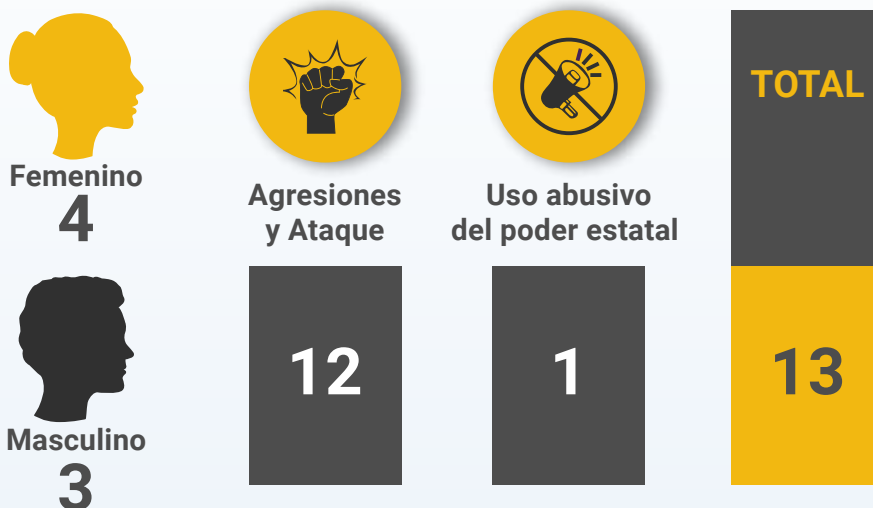 Femenino
4
Masculino
3
Agresiones
y Ataque
12
Uso abusivo
del poder estatal
1
TOTAL
13